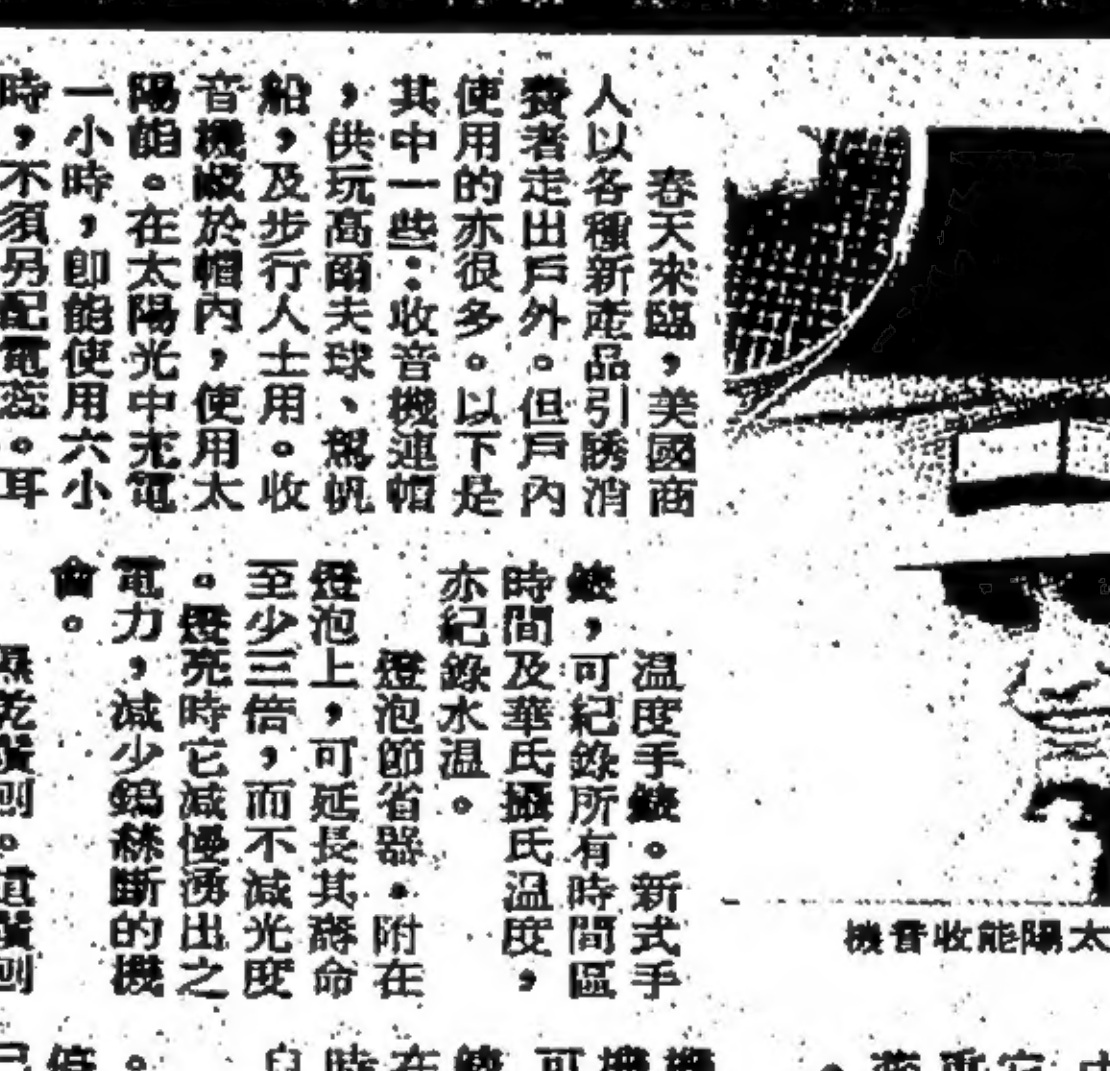 春天來臨，美國商
人以各種新產品引誘消
費者走出戶外。但戶內
使用的亦很多。以下是
其中一些：收音機連帽
，供玩高爾夫球、駕帆
船，及步行人士用。收
音機藏於帽內，使用太
陽能。在太陽光中充電
一小時，即能使用六小
時，不須另配電蕊。耳
溫度手錶。新式手
錶，可紀錄所有時間區
時間及華氏攝氏溫度，
亦紀錄水溫。
燈泡節省器。附在
燈泡上，可延長其壽命
至少三倍，而不減光度
。燈亮時它減慢湧出之
電力，減少鎢絲斷的機
會。
機音收能陽太